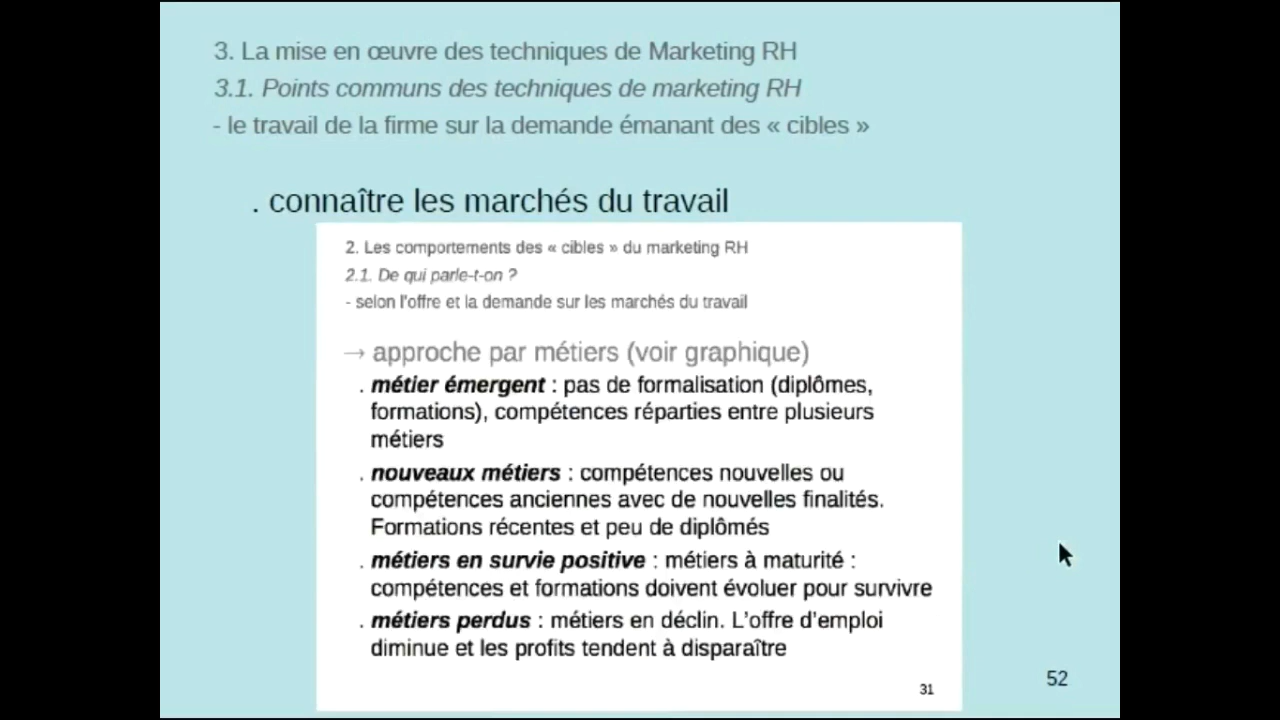 3. La mise en œuvre des techniques de Marketing RH
3.1. Points communs des techniques de marketing RH
- le travail de la firme sur la demande émanant des « cibles »
. connaître les marchés du travail
2. Les comportements des « cibles » du marketing RH
2.1. De qui parle-t-on ?
- selon l'offre et la demande sur les marchés du travail
→ approche par métiers (voir graphique)
. métier émergent : pas de formalisation (diplômes,
formations), compétences réparties entre plusieurs
métiers
. nouveaux métiers : compétences nouvelles ou
compétences anciennes avec de nouvelles finalités.
Formations récentes et peu de diplômés
. métiers en survie positive : métiers à maturité :
compétences et formations doivent évoluer pour survivre
. métiers perdus : métiers en déclin. L’offre d’emploi
diminue et les profits tendent à disparaître
31
52